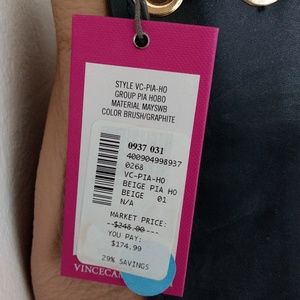 STYLE VC-PIA-HO
GROUP PIA HOBO
MATERIAL MAYSWB
COLOR BRUSH/GRAPHITE
0937 031
400904998937
0268
VC-PIA-HO
BEIGE PIA HO
BEIGE 01
N/A
MARKET PRICE:
$248.00
YOU PAY:
$174.99
29% SAVINGS